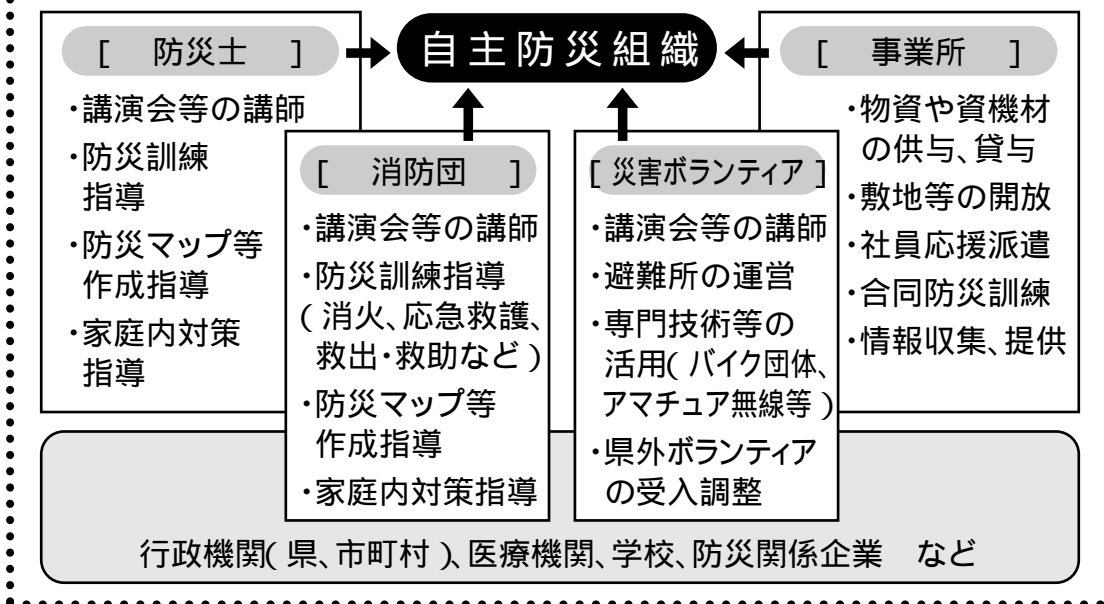 自主防災組織
[ 防災士 ]
・講演会等の講師
・防災訓練
指導
・防災マップ等
作成指導
・家庭内対策
指導
[ 消防団 ]
・講演会等の講師
・防災訓練指導
(消火、応急救護、
救出・救助など)
・防災マップ等
作成指導
・家庭内対策指導
[災害ボランティア]
・講演会等の講師
・避難所の運営
・専門技術等の
活用(バイク団体、
アマチュア無線等)
・県外ボランティア
の受入調整
[ 事業所 ]
・物資や資機材
の供与、貸与
・敷地等の開放
・社員応援派遣
・合同防災訓練
・情報収集、提供
行政機関(県、市町村)、医療機関、学校、防災関係企業 など